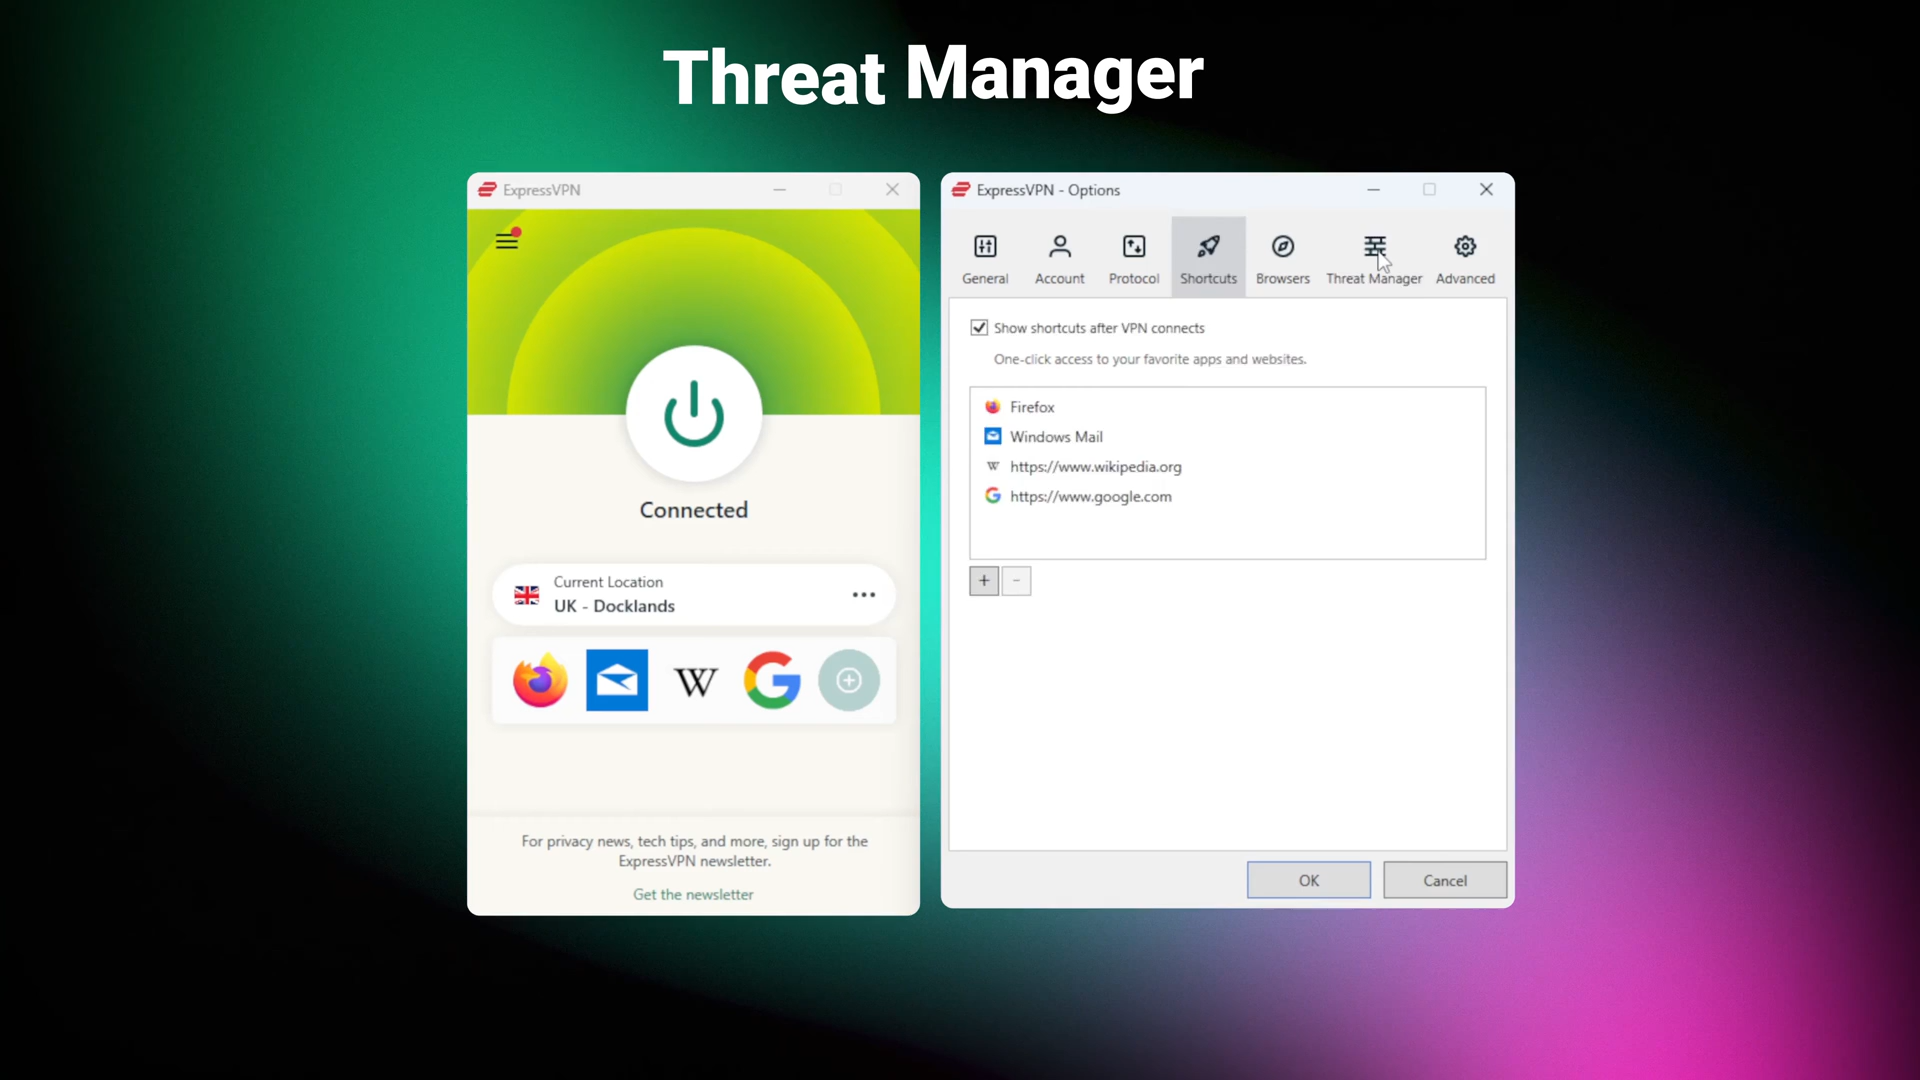 Threat Manager
ExpressVPN
Connected
Current Location
UK - Docklands
For privacy news, tech tips, and more, sign up for the
ExpressVPN newsletter.
Get the newsletter
ExpressVPN - Options
General
Account
Protocol
Shortcuts
Browsers
Threat Manager
Advanced
Show shortcuts after VPN connects
One-click access to your favorite apps and websites.
Firefox
Windows Mail
W https://www.wikipedia.org
https://www.google.com
OK
Cancel